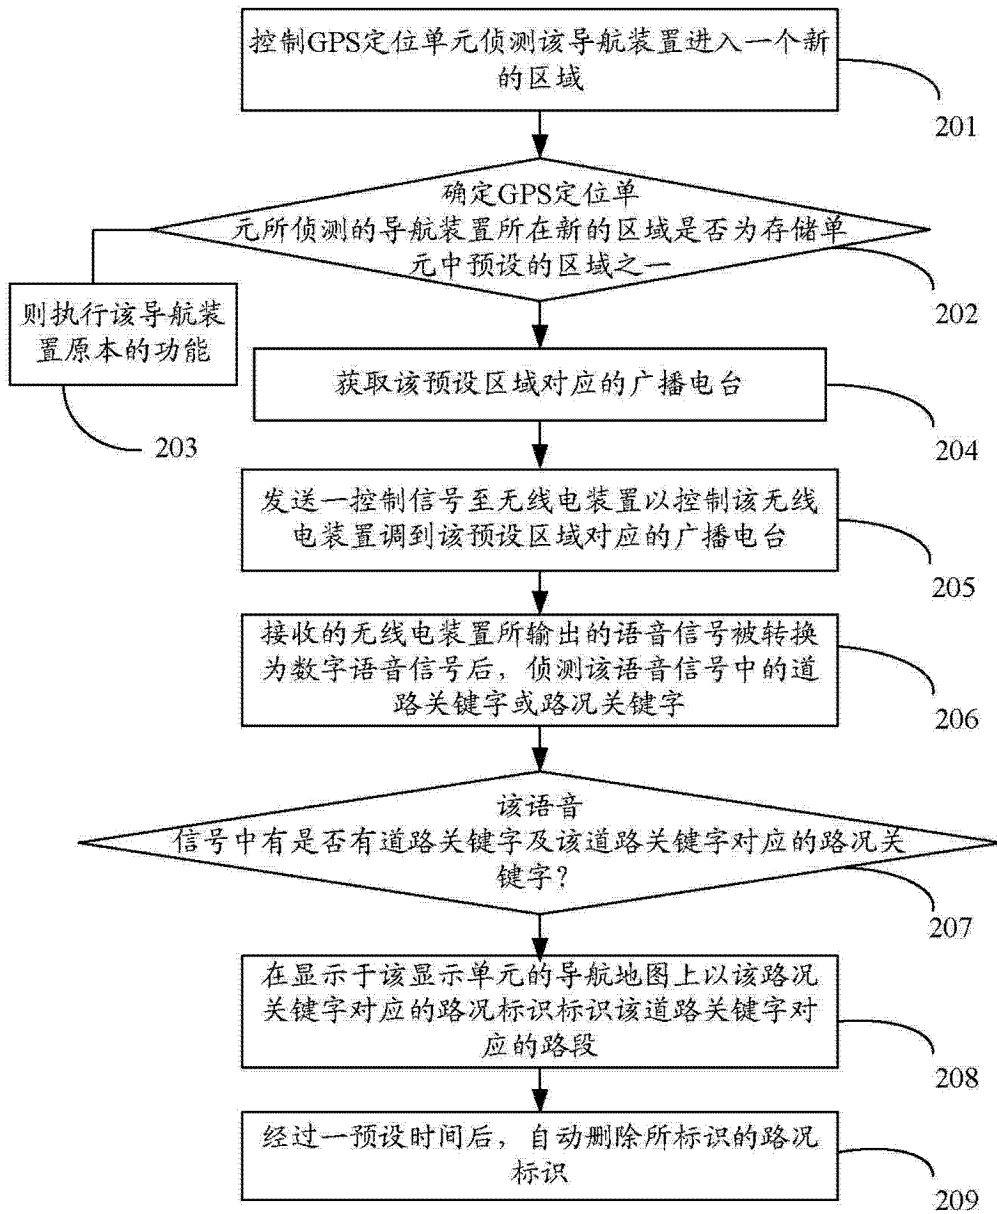 控制GPS定位单元侦测该导航装置进入一个新
的区域
201
确定GPS定位单
元所侦测的导航装置所在新的区域是否为存储单
元中预设的区域之一
202
则执行该导航装
置原本的功能
203
获取该预设区域对应的广播电台
204
发送一控制信号至无线电装置以控制该无线
电装置调到该预设区域对应的广播电台
205
接收的无线电装置所输出的语音信号被转换
为数字语音信号后，侦测该语音信号中的道
路关键字或路况关键字
206
该语音
信号中有是否有道路关键字及该道路关键字对应的路况关
键字？
207
在显示于该显示单元的导航地图上以该路况
关键字对应的路况标识标识该道路关键字对
应的路段
208
经过一预设时间后，自动删除所标识的路况
标识
209